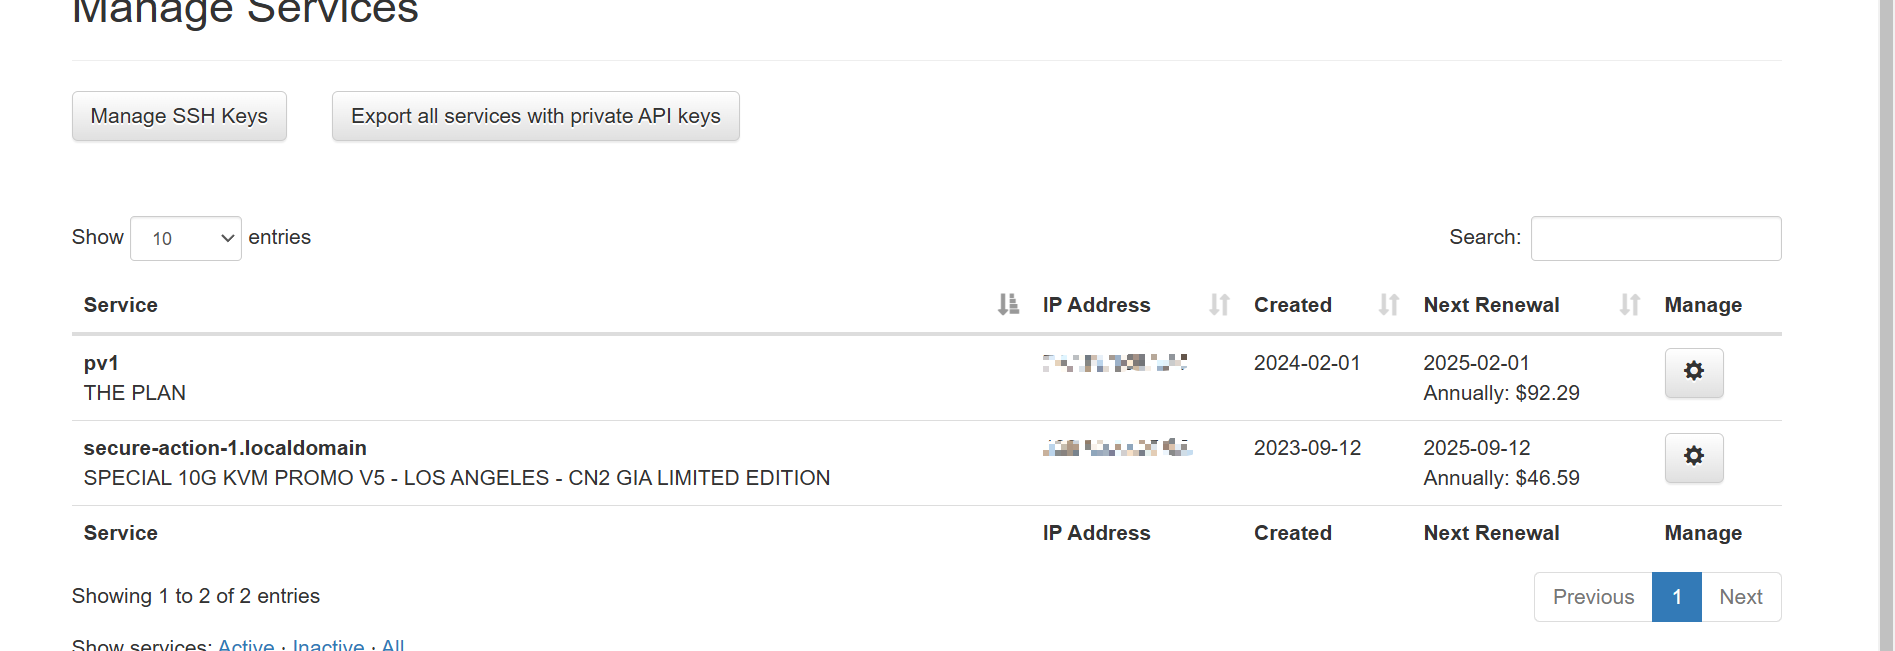 Manage Services
Manage SSH Keys
Export all services with private API keys
Show 10 entries
Search:
Service IP Address Created Next Renewal Manage
pv1 2024-02-01 2025-02-01
THE PLAN Annually: $92.29
secure-action-1.localdomain 2023-09-12 2025-09-12
SPECIAL 10G KVM PROMO V5 - LOS ANGELES - CN2 GIA LIMITED EDITION Annually: $46.59
Service IP Address Created Next Renewal Manage
Showing 1 to 2 of 2 entries
Previous 1 Next
Show services: Active · Inactive · All